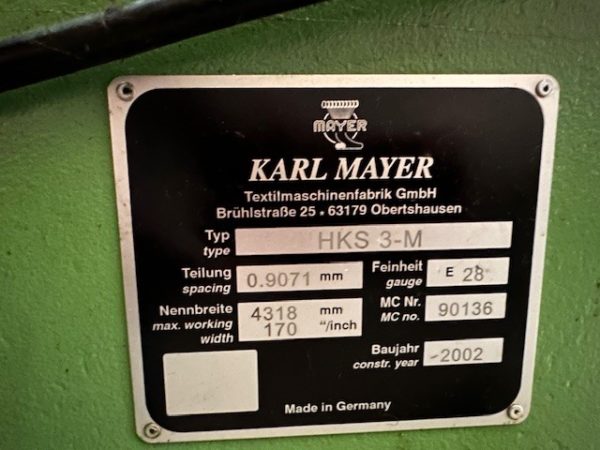 MAYER
KARL MAYER
Textilmaschinenfabrik GmbH
Brühlstraße 25 • 63179 Obertshausen
Typ
type
HKS 3-M
Teilung
spacing
0.9071 mm
Feinheit
gauge
E 28"
Nennbreite
max. working
width
4318 mm
170 "/inch
MC Nr.
MC no.
90136
Baujahr
constr. year
-2002
Made in Germany